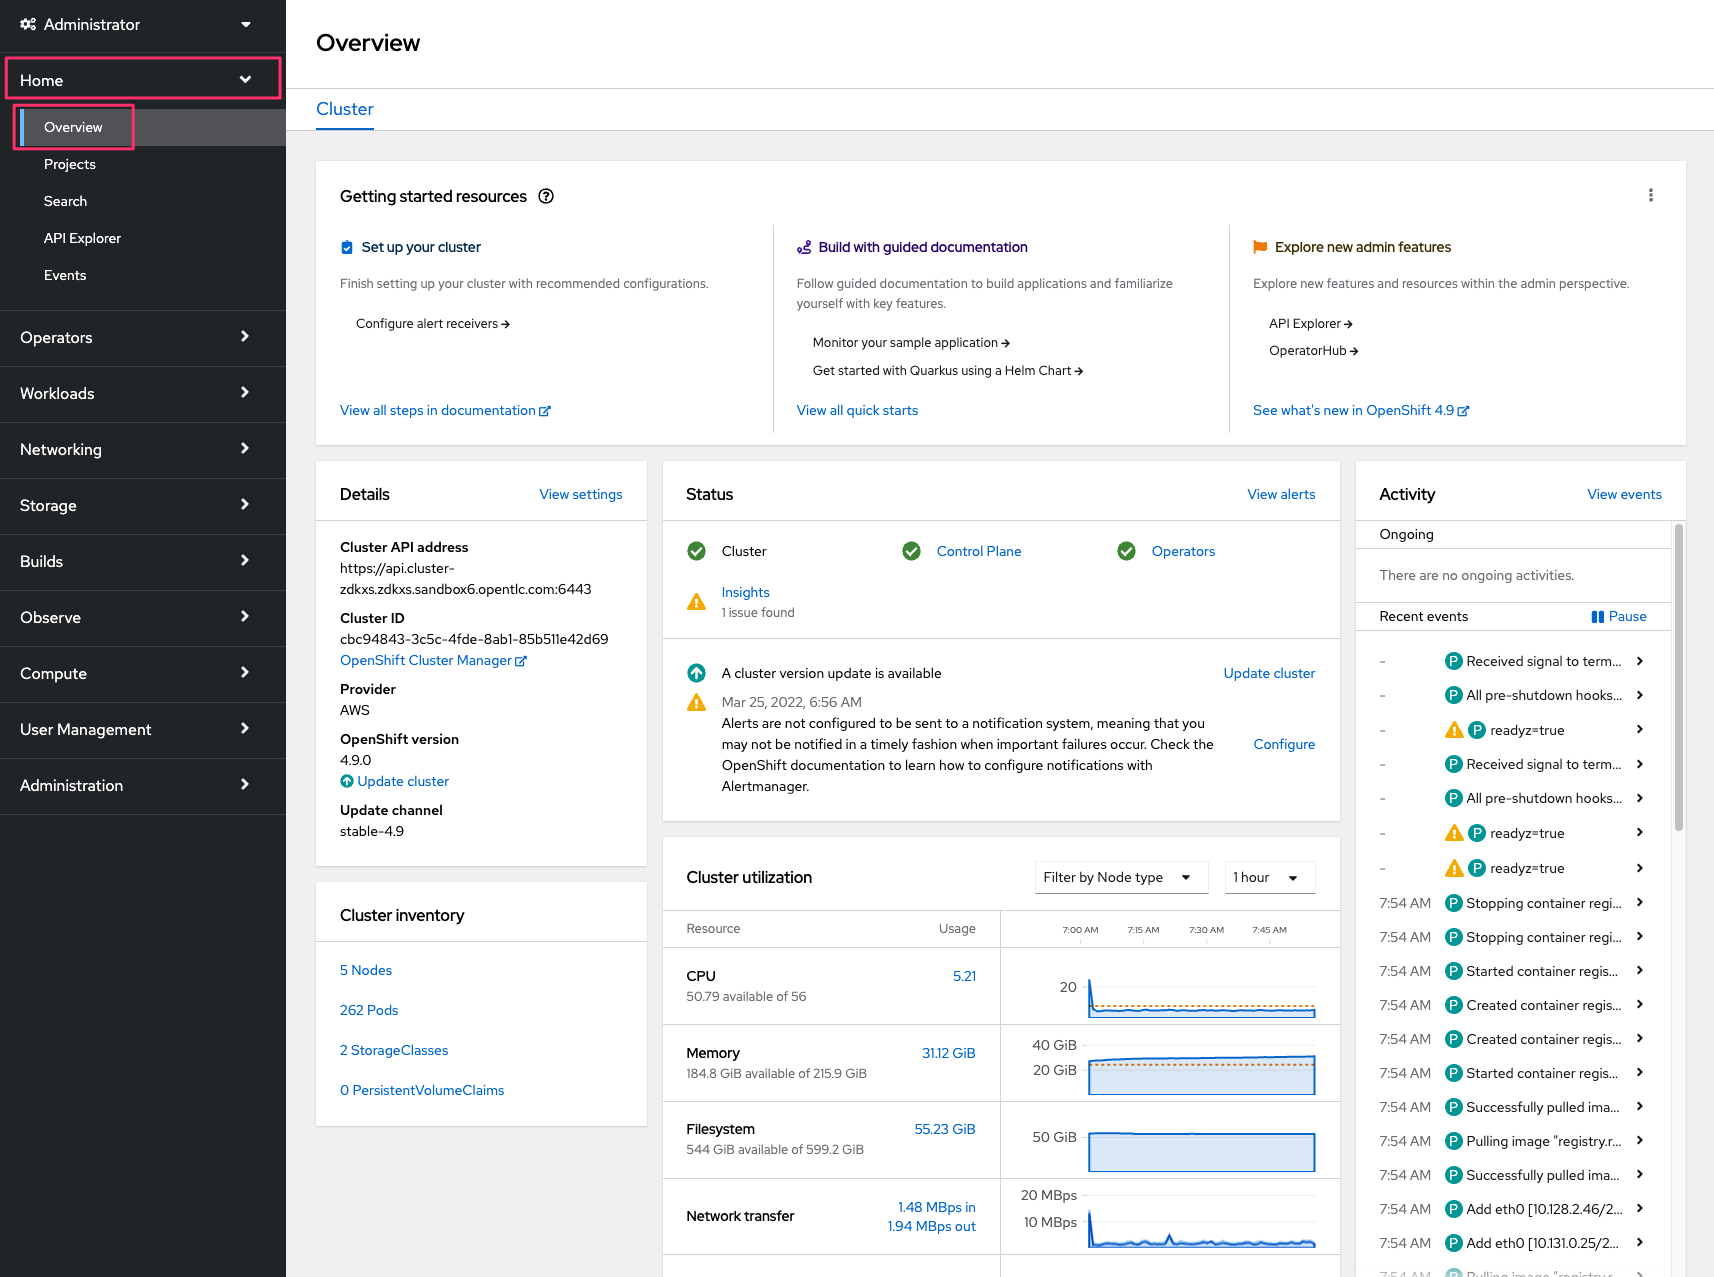 Administrator
Home
Overview
Projects
Search
API Explorer
Events
Operators
Workloads
Networking
Storage
Builds
Observe
Compute
User Management
Administration
Overview
Cluster
Getting started resources
Set up your cluster
Finish setting up your cluster with recommended configurations.
Configure alert receivers
View all steps in documentation
Build with guided documentation
Follow guided documentation to build applications and familiarize
yourself with key features.
Monitor your sample application
Get started with Quarkus using a Helm Chart
View all quick starts
Explore new admin features
Explore new features and resources within the admin perspective.
API Explorer
OperatorHub
See what's new in OpenShift 4.9
Details
View settings
Cluster API address
https://api.cluster-
zdkxs.zdkxs.sandbox6.opentlc.com:6443
Cluster ID
cbc94843-3c5c-4fde-8ab1-85b511e42d69
OpenShift Cluster Manager
Provider
AWS
OpenShift version
4.9.0
Update cluster
Update channel
stable-4.9
Cluster inventory
5 Nodes
262 Pods
2 StorageClasses
0 PersistentVolumeClaims
Status
View alerts
Cluster
Control Plane
Operators
Insights
1 issue found
A cluster version update is available
Update cluster
Mar 25, 2022, 6:56 AM
Alerts are not configured to be sent to a notification system, meaning that you
may not be notified in a timely fashion when important failures occur. Check the
OpenShift documentation to learn how to configure notifications with
Alertmanager.
Configure
Cluster utilization
Filter by Node type
1 hour
Resource
Usage
7:00 AM 7:15 AM 7:30 AM 7:45 AM
CPU
5.21
50.79 available of 56
20
Memory
31.12 GiB
184.8 GiB available of 215.9 GiB
40 GiB
20 GiB
Filesystem
55.23 GiB
544 GiB available of 599.2 GiB
50 GiB
Network transfer
1.48 MBps in
1.94 MBps out
20 MBps
10 MBps
Activity
View events
Ongoing
There are no ongoing activities.
Recent events
Pause
- P Received signal to term...
- P All pre-shutdown hooks...
- P readyz=true
- P Received signal to term...
- P All pre-shutdown hooks...
- P readyz=true
- P readyz=true
7:54 AM P Stopping container regi...
7:54 AM P Stopping container regi...
7:54 AM P Started container regis...
7:54 AM P Created container regis...
7:54 AM P Created container regis...
7:54 AM P Started container regis...
7:54 AM P Successfully pulled ima...
7:54 AM P Pulling image "registry.r...
7:54 AM P Successfully pulled ima...
7:54 AM P Add eth0 [10.128.2.46/2...
7:54 AM P Add eth0 [10.131.0.25/2...
7:54 AM P Pulling image "registry.r...